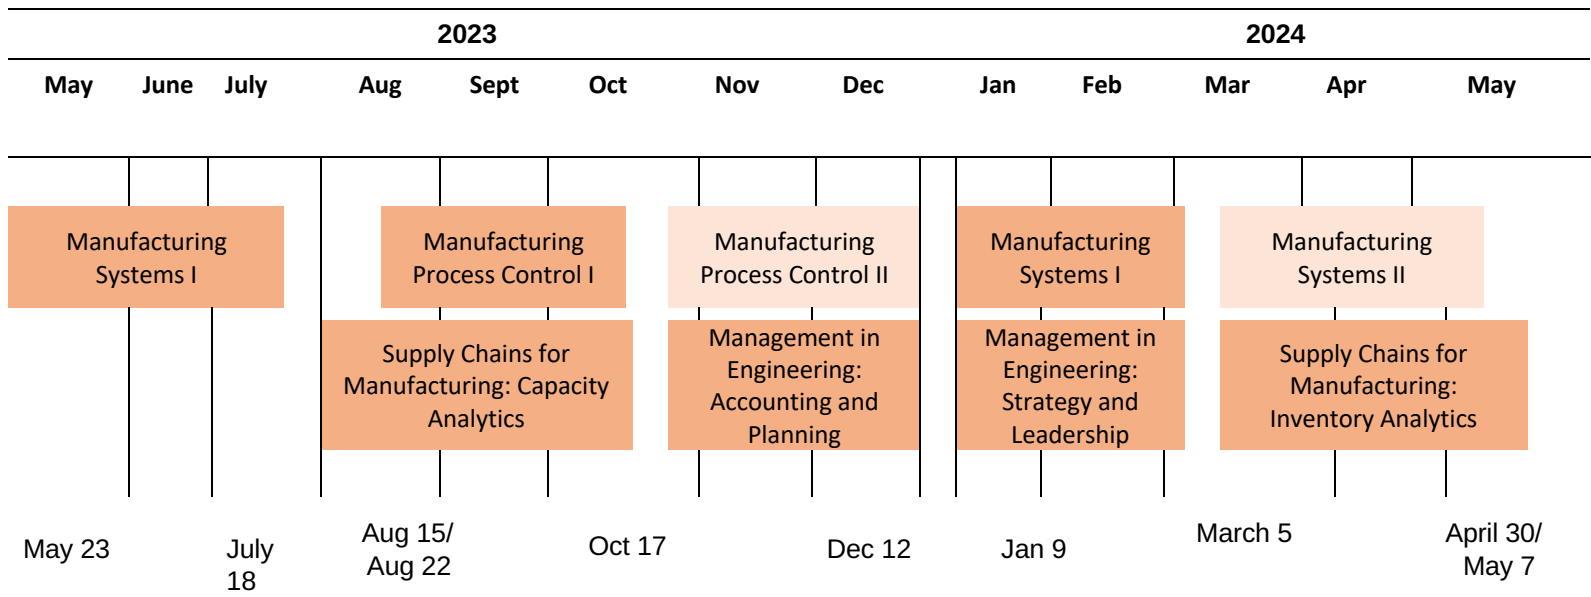 2023
2024
May
June
July
Aug
Sept
Oct
Nov
Dec
Jan
Feb
Mar
Apr
May
Manufacturing
Systems I
Manufacturing
Process Control I
Manufacturing
Process Control II
Manufacturing
Systems I
Manufacturing
Systems II
Supply Chains for
Manufacturing: Capacity
Analytics
Management in
Engineering:
Accounting and
Planning
Management in
Engineering:
Strategy and
Leadership
Supply Chains for
Manufacturing:
Inventory Analytics
May 23
July
18
Aug 15/
Aug 22
Oct 17
Dec 12
Jan 9
March 5
April 30/
May 7